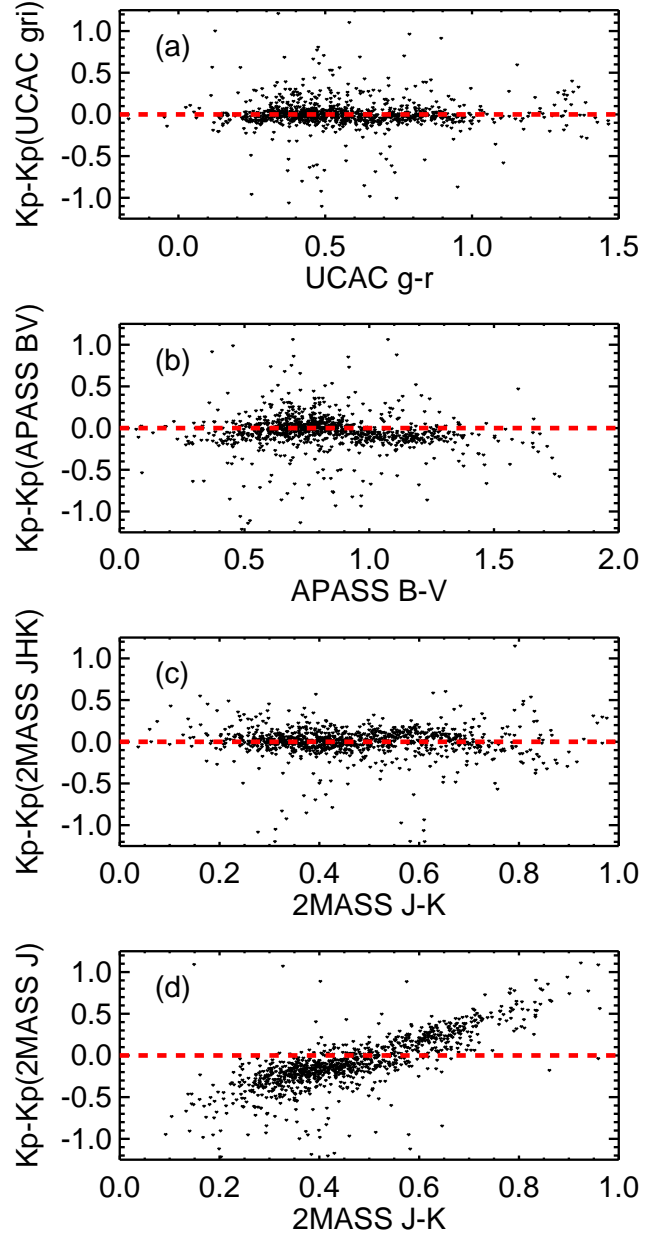 Kp-Kp(UCAC gri)
(a)
1.0
0.5
0.0
-0.5
-1.0
0.0 0.5 1.0 1.5
UCAC g-r
Kp-Kp(APASS BV)
(b)
1.0
0.5
0.0
-0.5
-1.0
0.0 0.5 1.0 1.5 2.0
APASS B-V
Kp-Kp(2MASS JHK)
(c)
1.0
0.5
0.0
-0.5
-1.0
0.0 0.2 0.4 0.6 0.8 1.0
2MASS J-K
Kp-Kp(2MASS J)
(d)
1.0
0.5
0.0
-0.5
-1.0
0.0 0.2 0.4 0.6 0.8 1.0
2MASS J-K